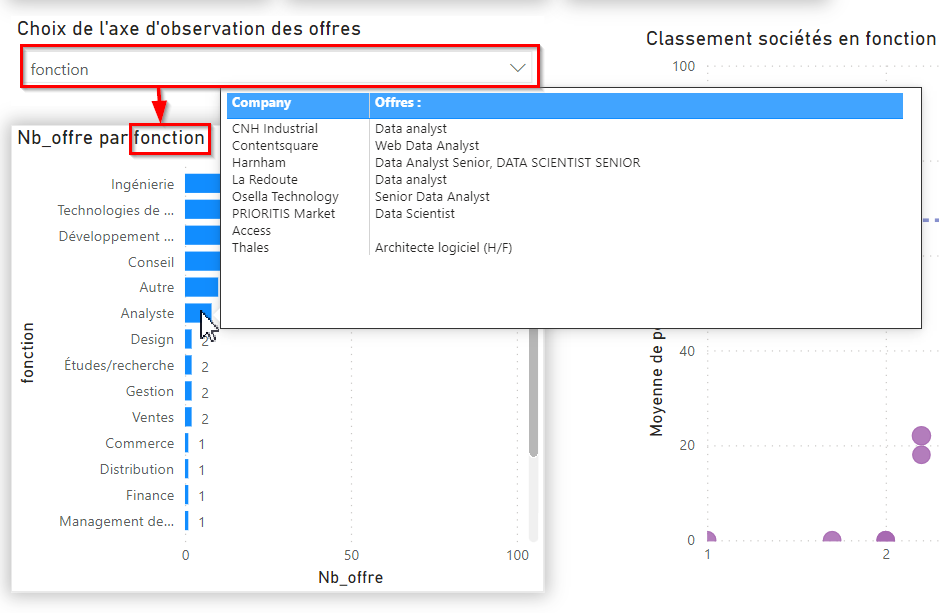 Choix de l'axe d'observation des offres
fonction
Nb_offre par fonction
Company Offres :
CNH Industrial Data analyst
Contentsquare Web Data Analyst
Harnham Data Analyst Senior, DATA SCIENTIST SENIOR
La Redoute Data analyst
Osella Technology Senior Data Analyst
PRIORITIS Market Data Scientist
Access
Thales Architecte logiciel (H/F)
fonction
Ingénierie
Technologies de ...
Développement ...
Conseil
Autre
Analyste
Design 2
Études/recherche 2
Gestion 2
Ventes 2
Commerce 1
Distribution 1
Finance 1
Management de... 1
0 50 100
Nb_offre
Classement sociétés en fonction
100
40
20
0
Moyenne de
1 2